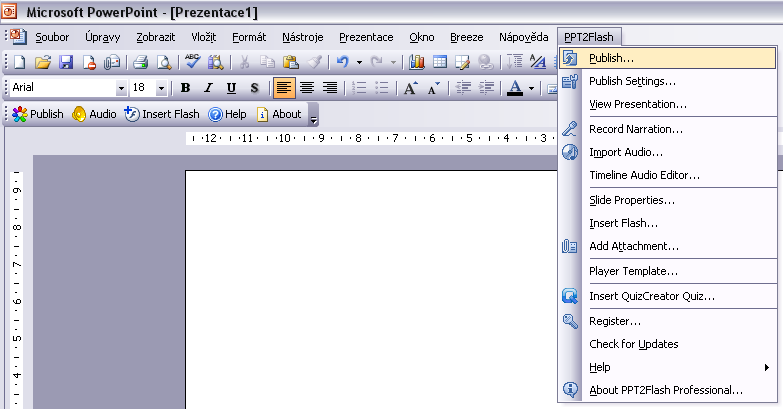 Microsoft PowerPoint - [Prezentace1]
Soubor Úpravy Zobrazit Vložit Formát Nástroje Prezentace Okno Breeze Nápověda PPT2Flash
Arial 18 B I U S A A A
Publish Audio Insert Flash Help About
12 11 10 9 8 7 6 5 4 3
9
8
7
6
5
4
Publish...
Publish Settings...
View Presentation...
Record Narration...
Import Audio...
Timeline Audio Editor...
Slide Properties...
Insert Flash...
Add Attachment...
Player Template...
Insert QuizCreator Quiz...
Register...
Check for Updates
Help
About PPT2Flash Professional...